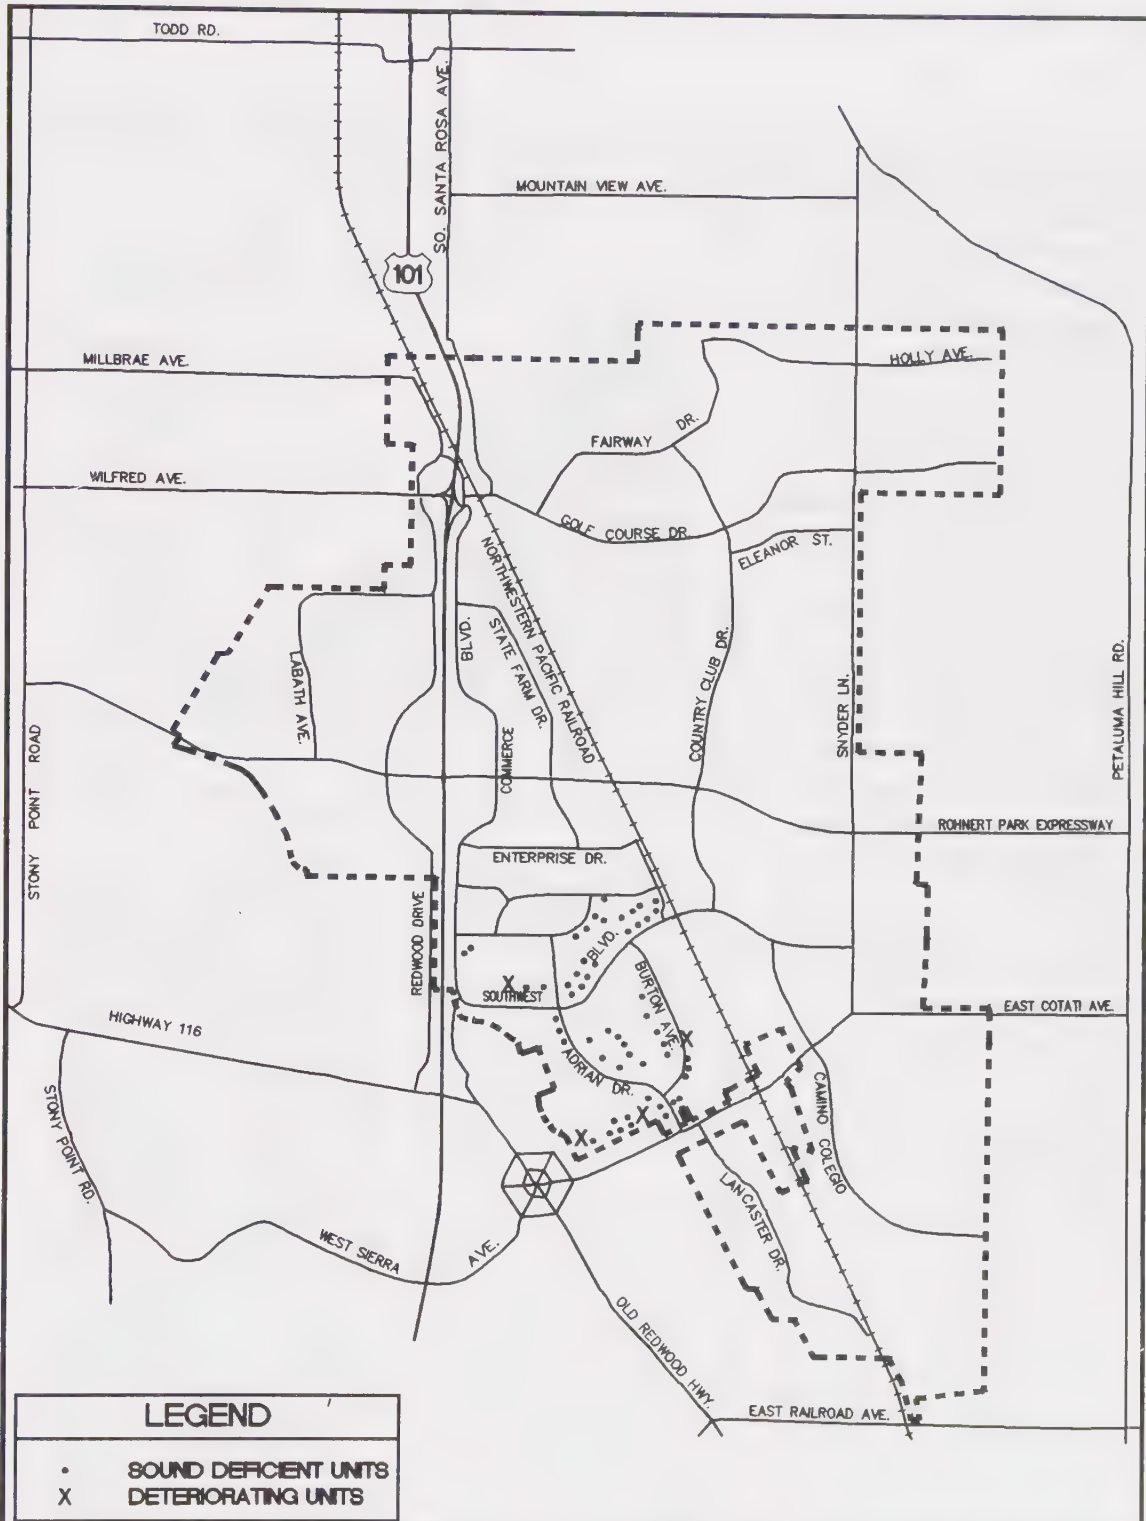 TODD RD.
SO. SANTA ROSA AVE.
MOUNTAIN VIEW AVE.
101
MILLBRAE AVE.
HOLLY AVE.
FAIRWAY DR.
WILFRED AVE.
GOLF COURSE DR.
ELEANOR ST.
NORTHWESTERN PACIFIC RAILROAD
STATE FARM DR.
BLVD.
COMMERCE
LABATH AVE.
COUNTRY CLUB DR.
SNYDER LN.
PETALUMA HILL RD.
STONY POINT ROAD
ROHNERT PARK EXPRESSWAY
ENTERPRISE DR.
REDWOOD DRIVE
BLVD.
SOUTHWEST
BURTON AVE.
ADRIAN DR.
EAST COTATI AVE.
HIGHWAY 116
STONY POINT RD.
CAMINO COLEGIO
LANCASTER DR.
WEST SIERRA AVE.
OLD REDWOOD HWY.
EAST RAILROAD AVE.
LEGEND
• SOUND DEFICIENT UNITS
X DETERIORATING UNITS